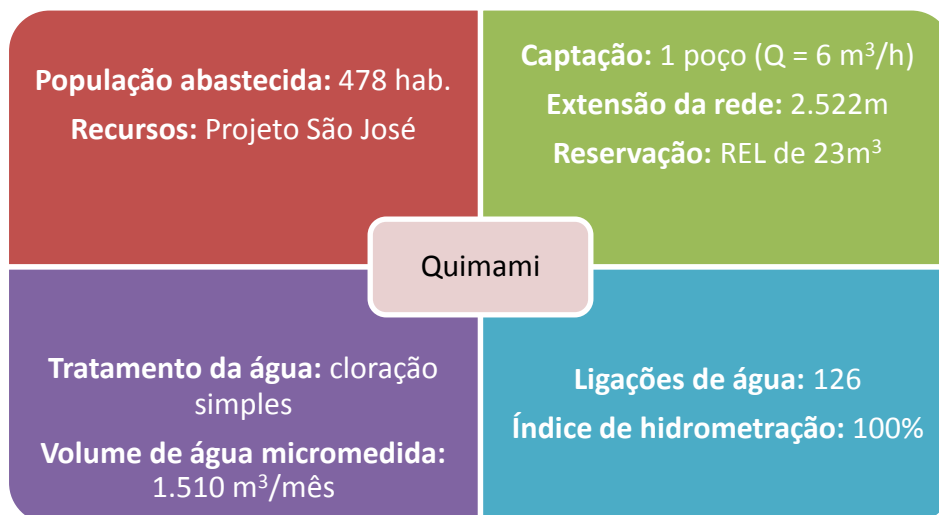 População abastecida: 478 hab.
Recursos: Projeto São José
Captação: 1 poço (Q = 6 m³/h)
Extensão da rede: 2.522m
Reservação: REL de 23m³
Quimami
Tratamento da água: cloração
simples
Volume de água micromedida:
1.510 m³/mês
Ligações de água: 126
Índice de hidrometração: 100%